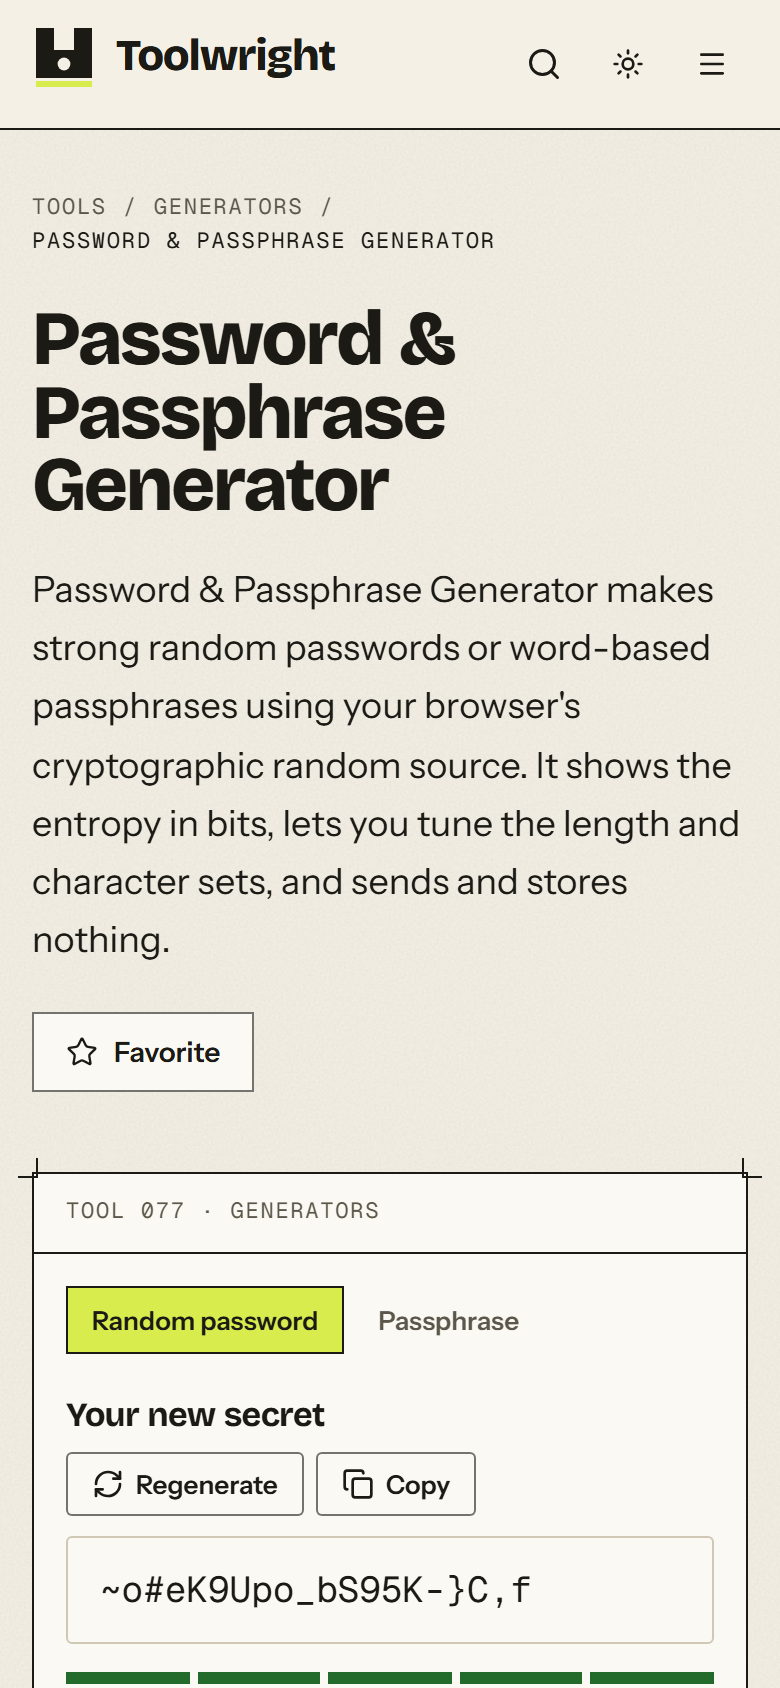 Toolwright
TOOLS / GENERATORS /
PASSWORD & PASSPHRASE GENERATOR
Password &
Passphrase
Generator
Password & Passphrase Generator makes
strong random passwords or word-based
passphrases using your browser's
cryptographic random source. It shows the
entropy in bits, lets you tune the length and
character sets, and sends and stores
nothing.
Favorite
TOOL 077 · GENERATORS
Random password Passphrase
Your new secret
Regenerate Copy
~o#eK9Upo_bS95K-}C,f